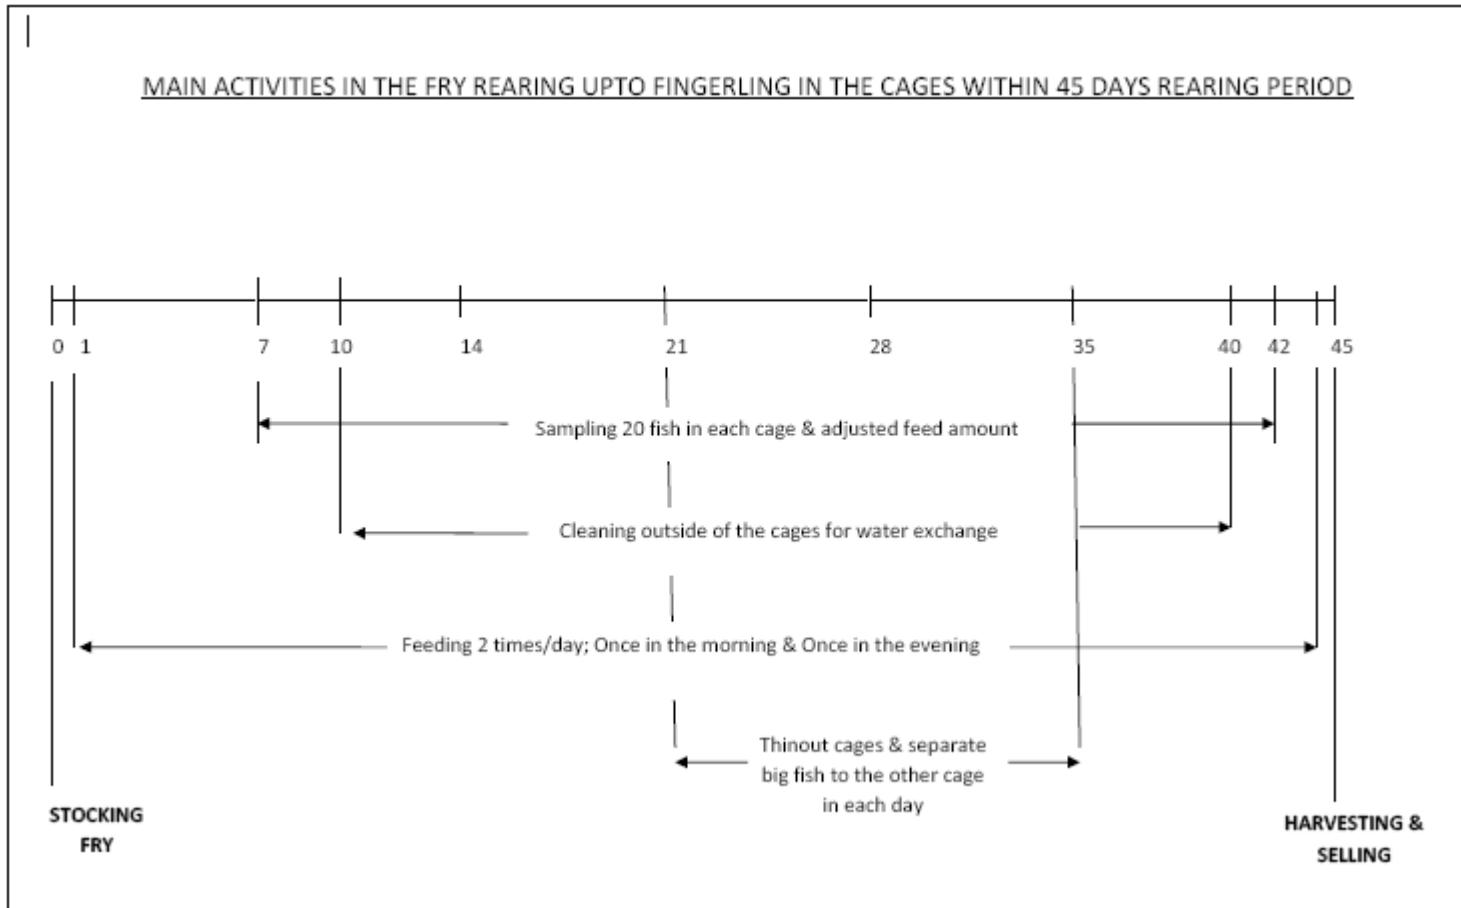 MAIN ACTIVITIES IN THE FRY REARING UPTO FINGERLING IN THE CAGES WITHIN 45 DAYS REARING PERIOD
0 1 7 10 14 21 28 35 40 42 45
Sampling 20 fish in each cage & adjusted feed amount
Cleaning outside of the cages for water exchange
Feeding 2 times/day; Once in the morning & Once in the evening
Thinout cages & separate
big fish to the other cage
in each day
STOCKING
FRY
HARVESTING &
SELLING